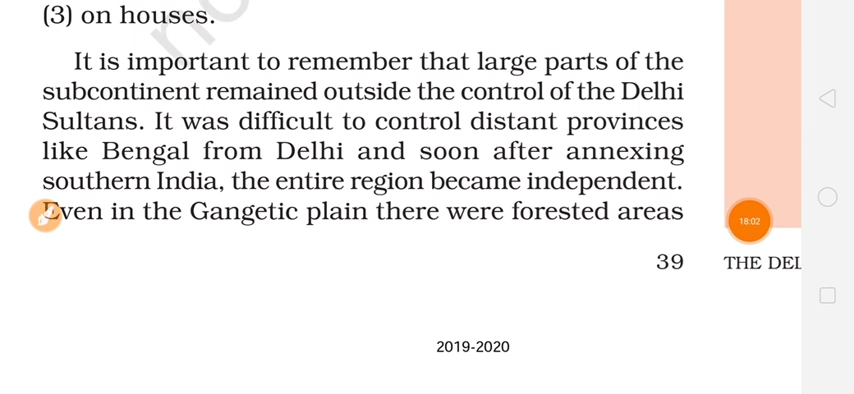 (3) on houses.
It is important to remember that large parts of the
subcontinent remained outside the control of the Delhi
Sultans. It was difficult to control distant provinces
like Bengal from Delhi and soon after annexing
southern India, the entire region became independent.
Even in the Gangetic plain there were forested areas
18:02
39
THE DEL
2019-2020